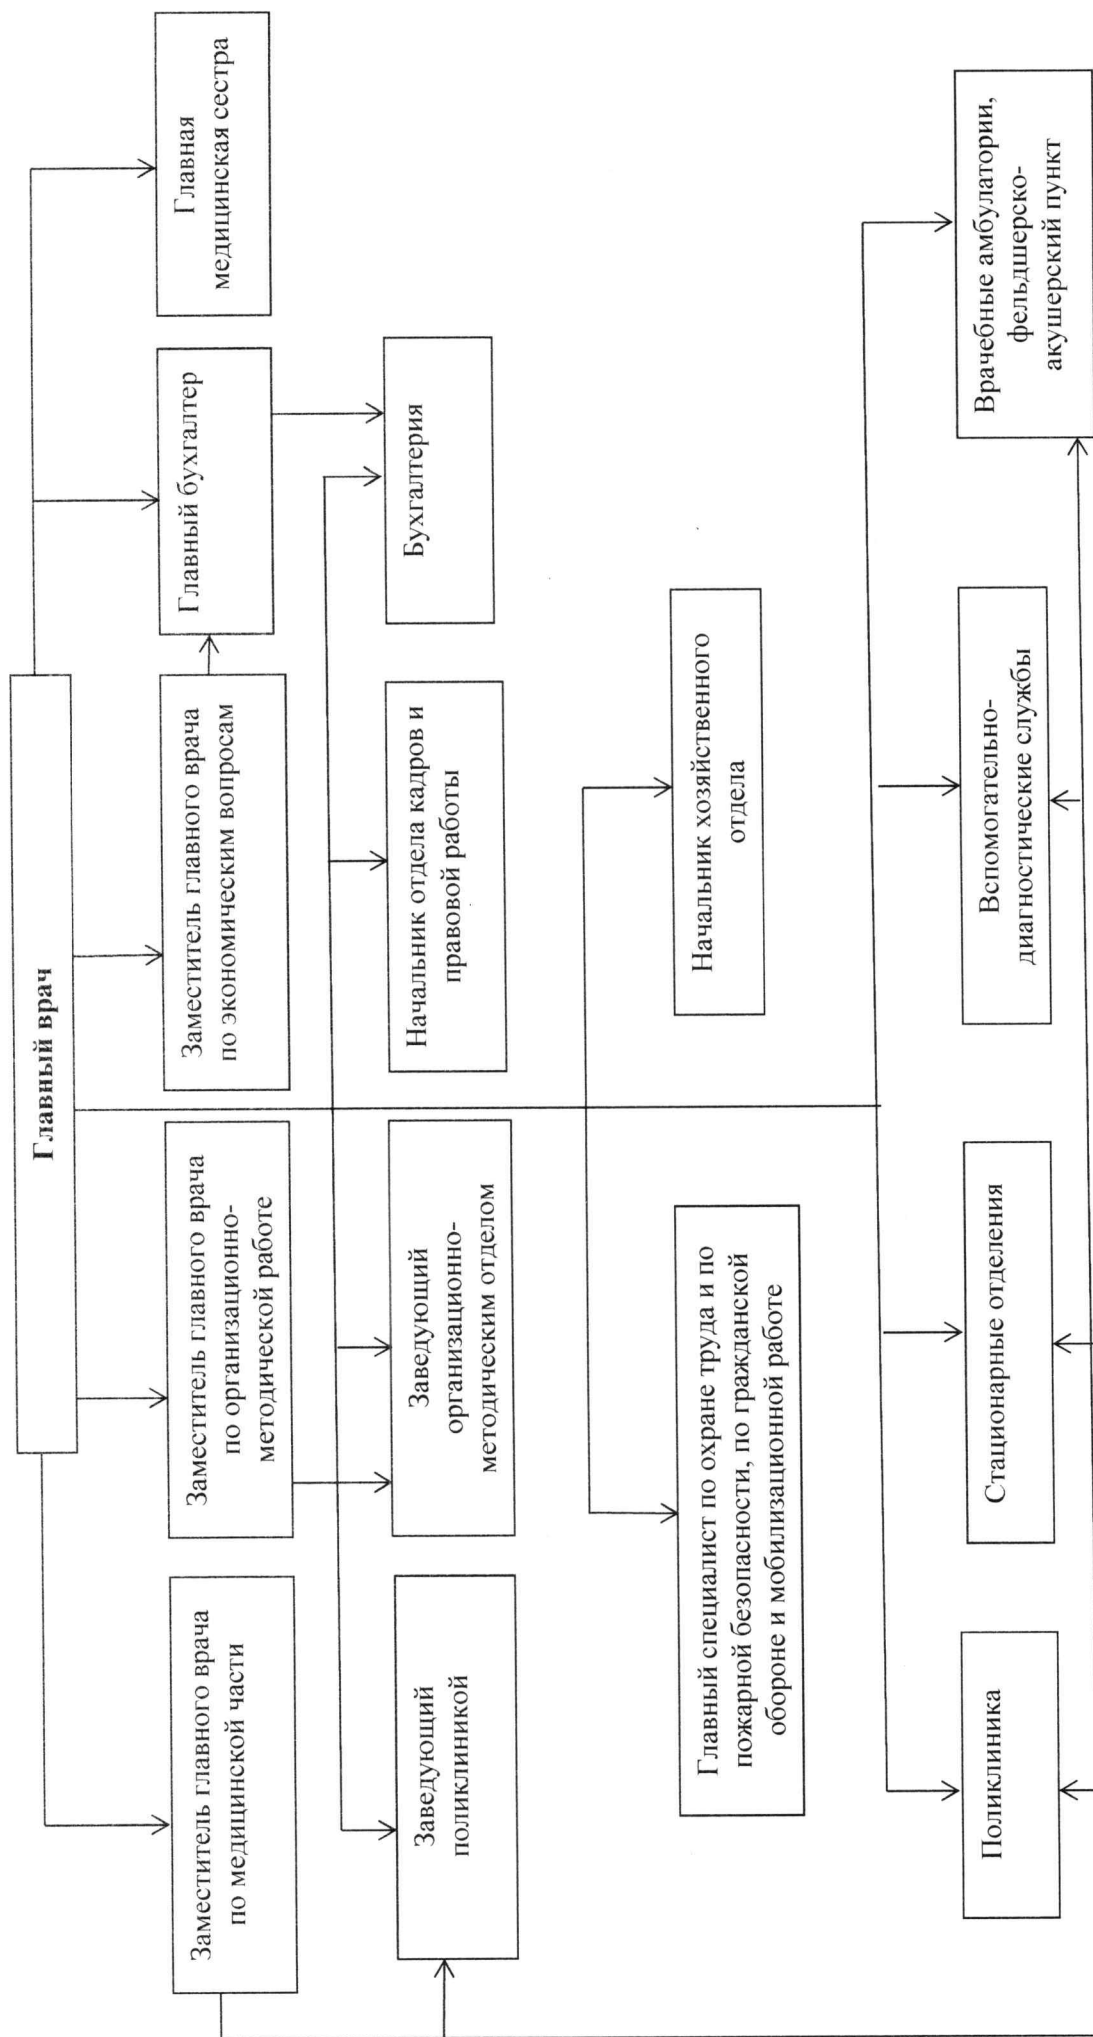 Главный врач
Заместитель главного врача
по медицинской части
Заместитель главного врача
по организационно-
методической работе
Заместитель главного врача
по экономическим вопросам
Главный бухгалтер
Главная
медицинская сестра
Заведующий
поликлиникой
Заведующий
организационно-
методическим отделом
Начальник отдела кадров и
правовой работы
Бухгалтерия
Главный специалист по охране труда и по
пожарной безопасности, по гражданской
обороне и мобилизационной работе
Начальник хозяйственного
отдела
Поликлиника
Стационарные отделения
Вспомогательно-
диагностические службы
Врачебные амбулатории,
фельдшерско-
акушерский пункт